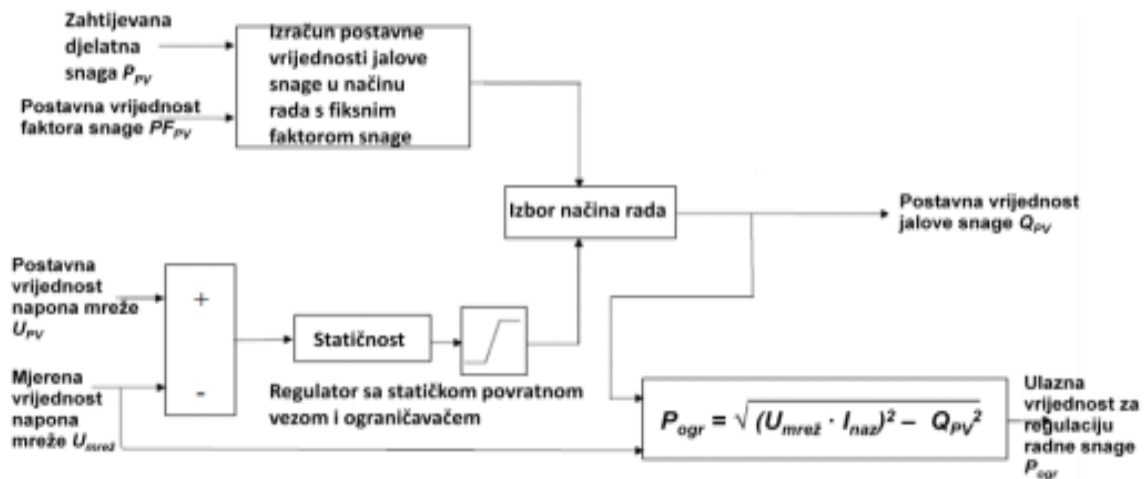 Zahtijevana
djelatna
snaga P_PV
Postavna vrijednost
faktora snage PF_PV
Izračun postavne
vrijednosti jalove
snage u načinu
rada s fiksnim
faktorom snage
Izbor načina rada
Postavna vrijednost
jalove snage Q_PV
Postavna
vrijednost
napona mreže
U_PV
+
-
Statičnost
Regulator sa statičkom povratnom
vezom i ograničavačem
Mjerena
vrijednost
napona
mreže U_mrež
P_ogr = √(U_mrež · I_naz)² − Q_PV²
Ulazna
vrijednost za
regulaciju
radne snage
P_ogr